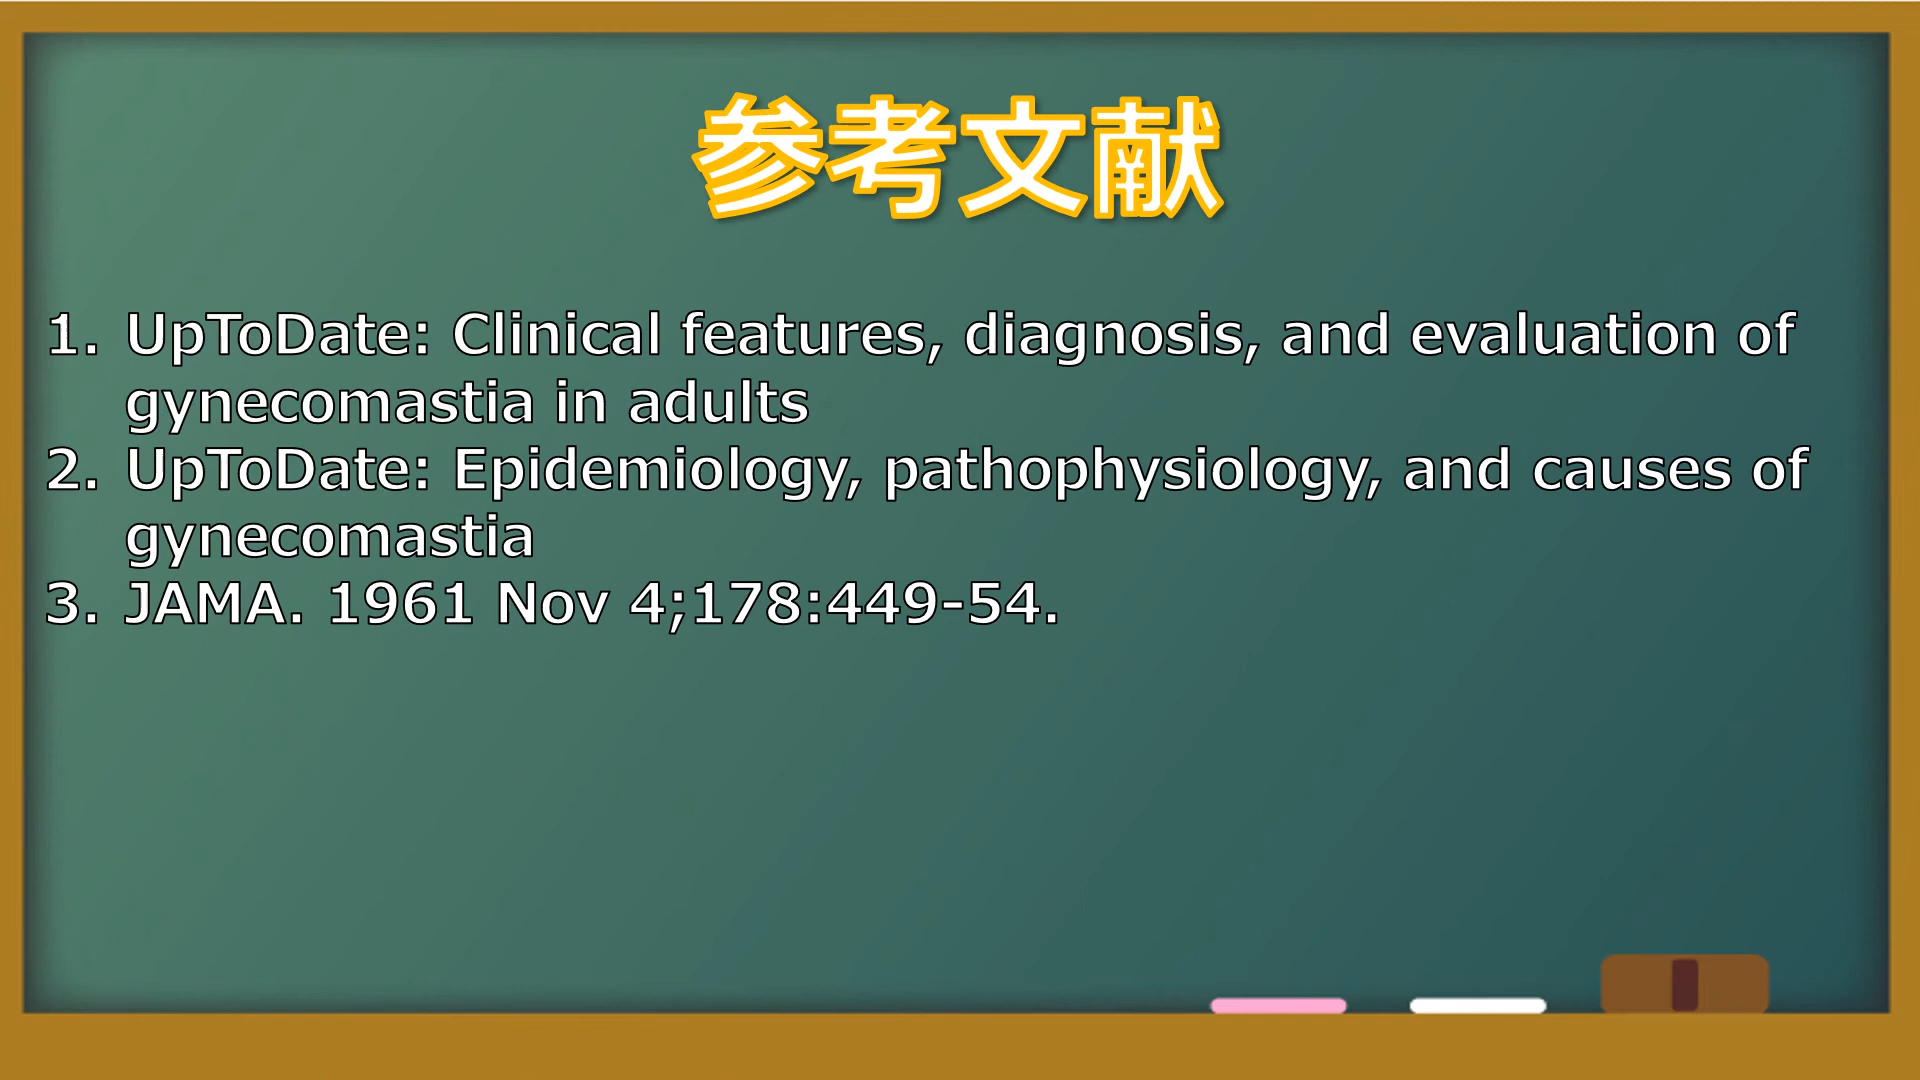 参考文献
1. UpToDate: Clinical features, diagnosis, and evaluation of
gynecomastia in adults
2. UpToDate: Epidemiology, pathophysiology, and causes of
gynecomastia
3. JAMA. 1961 Nov 4;178:449-54.